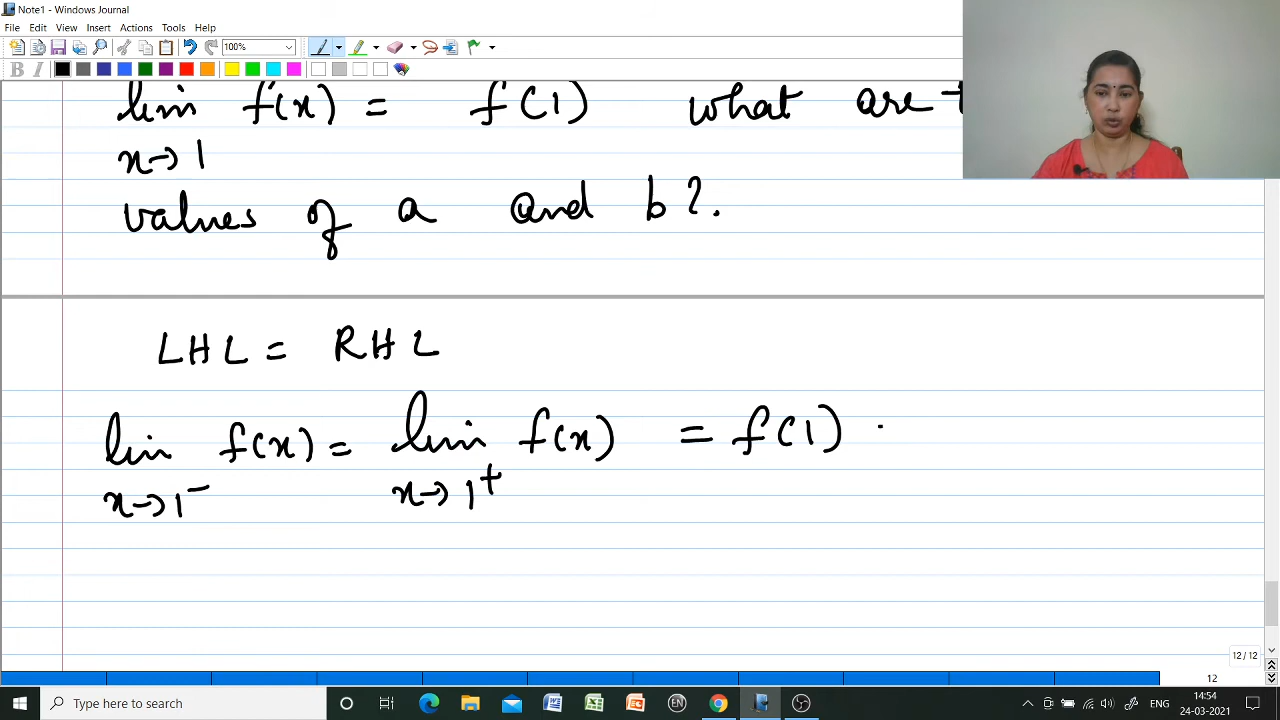 Note1 - Windows Journal
File Edit View Insert Actions Tools Help
100%
B I
lim f(x) = f(1) what are
x→1
values of a and b?.
LHL = RHL
lim f(x) = lim f(x) = f(1) .
x→1⁻ x→1⁺
12 / 12
12
Type here to search
EN
ENG
14:54
24-03-2021